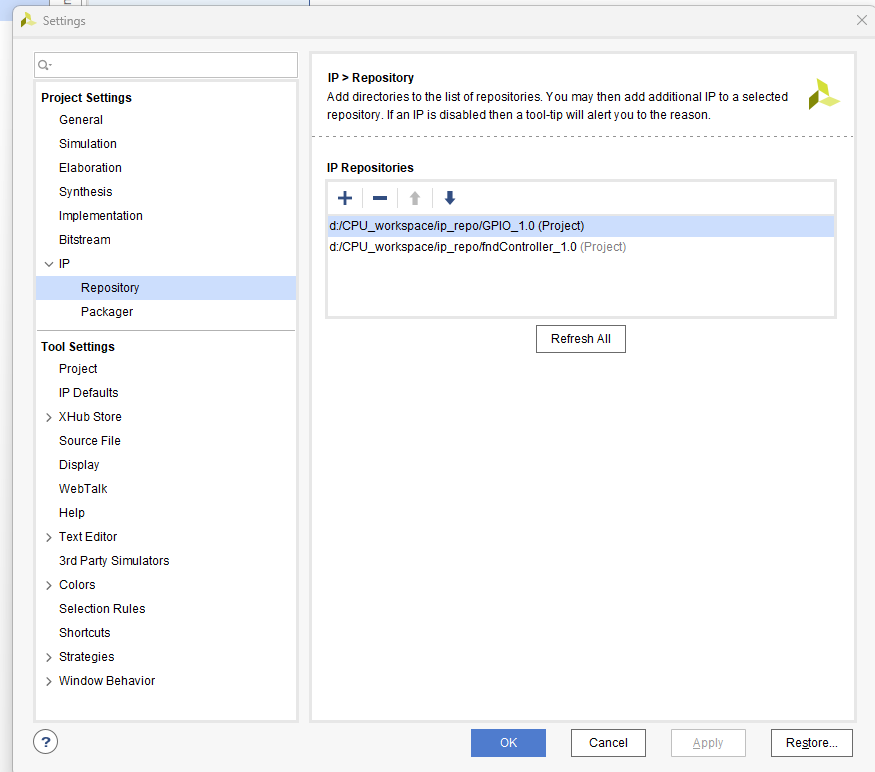 Settings
Project Settings
General
Simulation
Elaboration
Synthesis
Implementation
Bitstream
IP
Repository
Packager
Tool Settings
Project
IP Defaults
XHub Store
Source File
Display
WebTalk
Help
Text Editor
3rd Party Simulators
Colors
Selection Rules
Shortcuts
Strategies
Window Behavior
IP > Repository
Add directories to the list of repositories. You may then add additional IP to a selected
repository. If an IP is disabled then a tool-tip will alert you to the reason.
IP Repositories
d:/CPU_workspace/ip_repo/GPIO_1.0 (Project)
d:/CPU_workspace/ip_repo/fndController_1.0 (Project)
Refresh All
?
OK
Cancel
Apply
Restore...